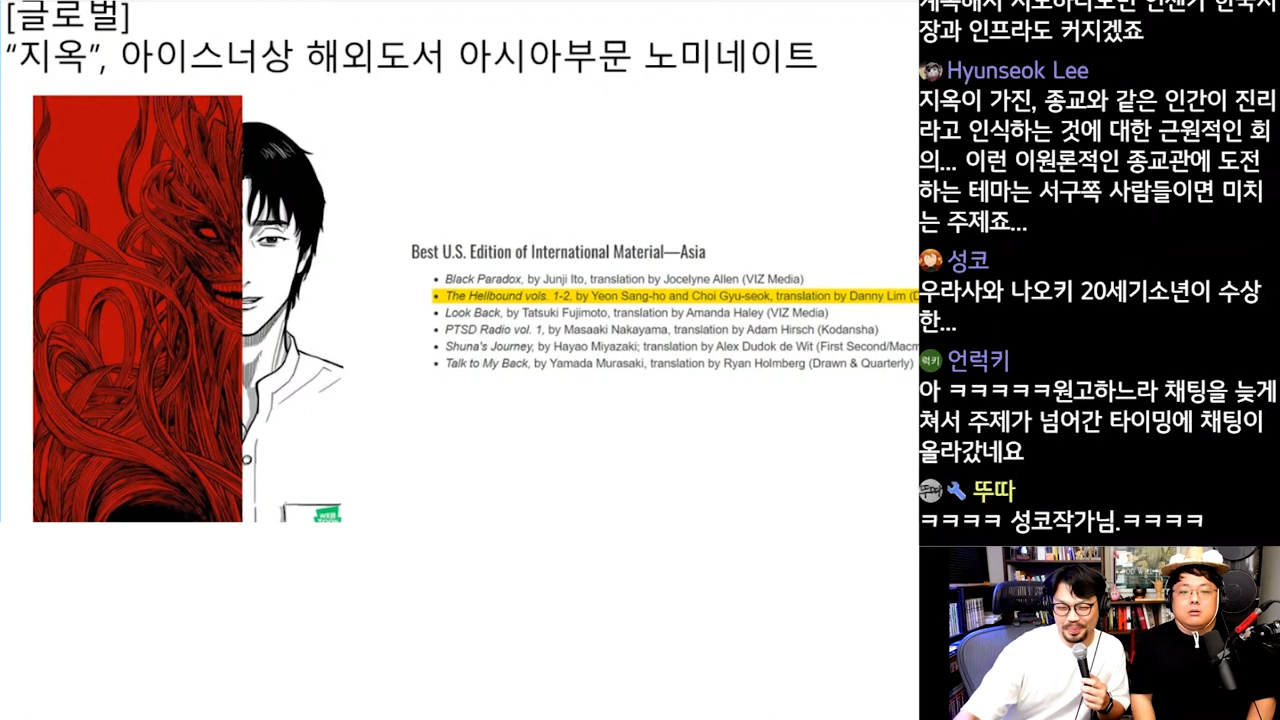 [글로벌]
“지옥”, 아이스너상 해외도서 아시아부문 노미네이트
Best U.S. Edition of International Material—Asia
• Black Paradox, by Junji Ito, translation by Jocelyne Allen (VIZ Media)
• The Hellbound vols. 1-2, by Yeon Sang-ho and Choi Gyu-seok, translation by Danny Lim (D
• Look Back, by Tatsuki Fujimoto, translation by Amanda Haley (VIZ Media)
• PTSD Radio vol. 1, by Masaaki Nakayama, translation by Adam Hirsch (Kodansha)
• Shuna's Journey, by Hayao Miyazaki; translation by Alex Dudok de Wit (First Second/Macm
• Talk to My Back, by Yamada Murasaki, translation by Ryan Holmberg (Drawn & Quarterly)
WEB
장과 인프라도 커지겠죠
Hyunseok Lee
지옥이 가진, 종교와 같은 인간이 진리
라고 인식하는 것에 대한 근원적인 회
의... 이런 이원론적인 종교관에 도전
하는 테마는 서구쪽 사람들이면 미치
는 주제죠...
성코
우라사와 나오키 20세기소년이 수상
한...
럭키
언럭키
아 ㅋㅋㅋㅋㅋ원고하느라 채팅을 늦게
쳐서 주제가 넘어간 타이밍에 채팅이
올라갔네요
뚜따
ㅋㅋㅋㅋ 성코작가님.ㅋㅋㅋㅋ